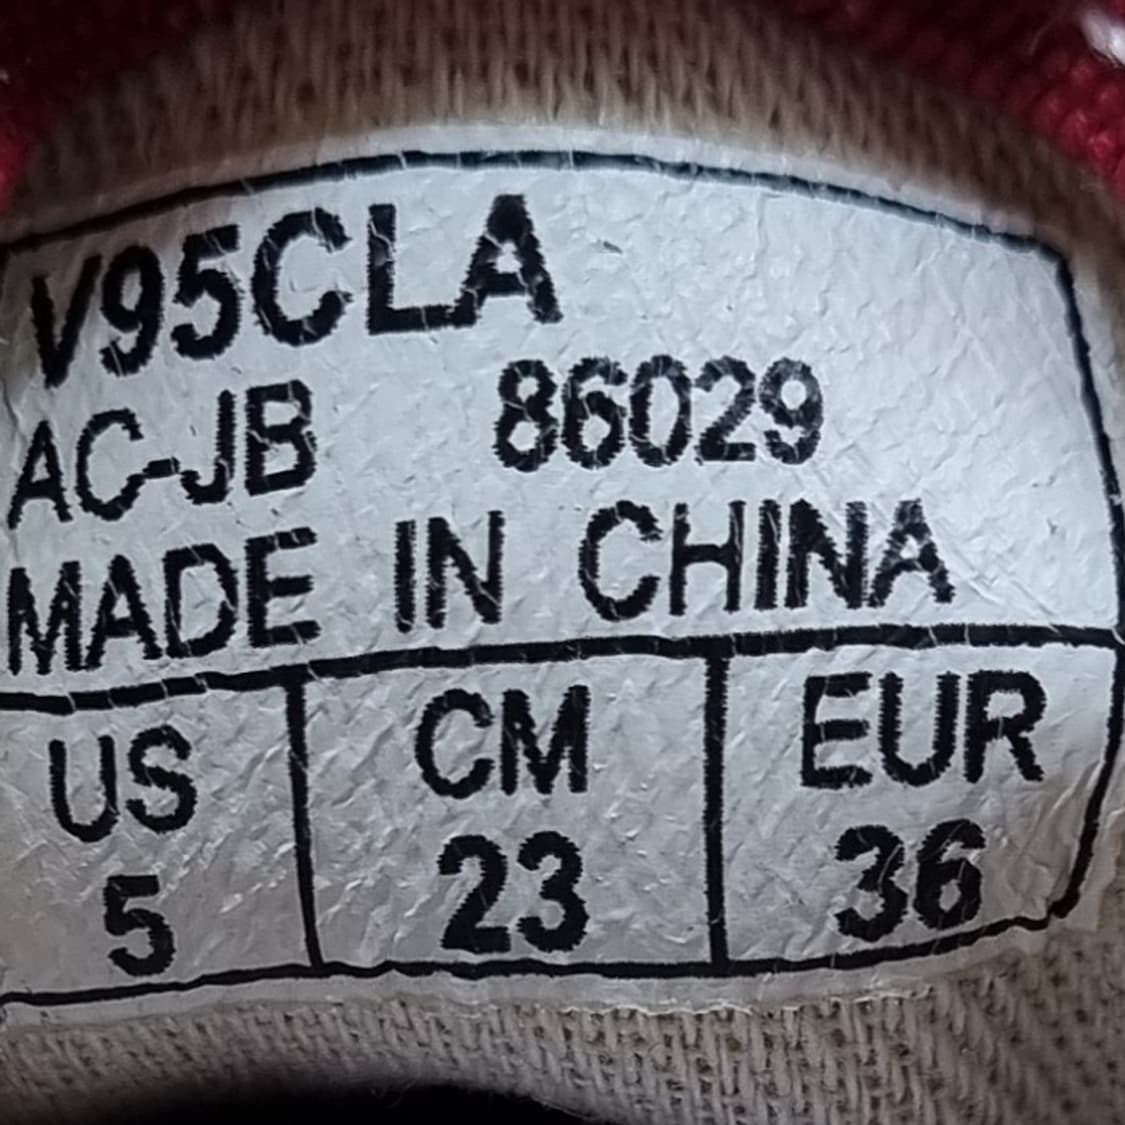 V95CLA
AC-JB 86029
MADE IN CHINA
US CM EUR
5 23 36